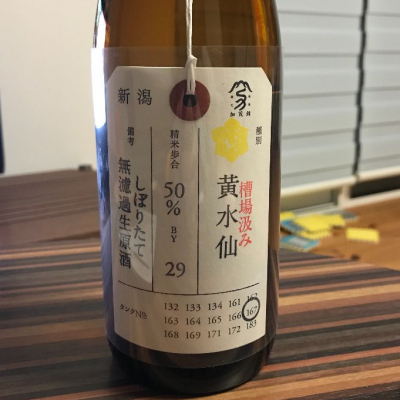 加茂錦
種別
槽場汲み
黄水仙
精米歩合
50%
BY
29
新潟
備考
しぼりたて
無濾過生原酒
タンクNo.
132 133 134 161 162
163 164 165 166 167
168 169 171 172 183